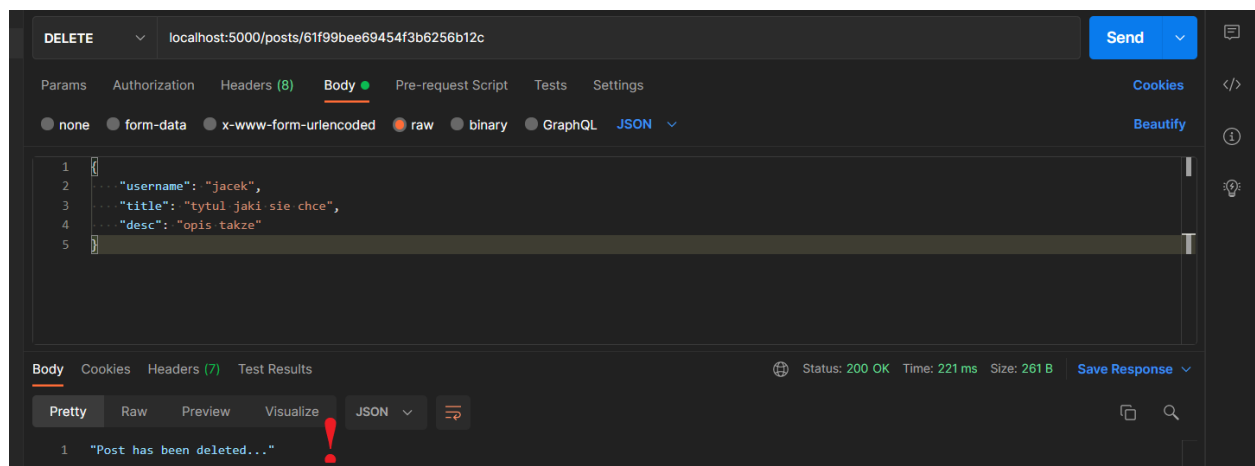 DELETE localhost:5000/posts/61f99bee69454f3b6256b12c Send
Params Authorization Headers (8) Body Pre-request Script Tests Settings Cookies
none form-data x-www-form-urlencoded raw binary GraphQL JSON Beautify
1 {
2 "username": "jacek",
3 "title": "tytul jaki sie chce",
4 "desc": "opis takze"
5 }
Body Cookies Headers (7) Test Results Status: 200 OK Time: 221 ms Size: 261 B Save Response
Pretty Raw Preview Visualize JSON
1 "Post has been deleted..." !